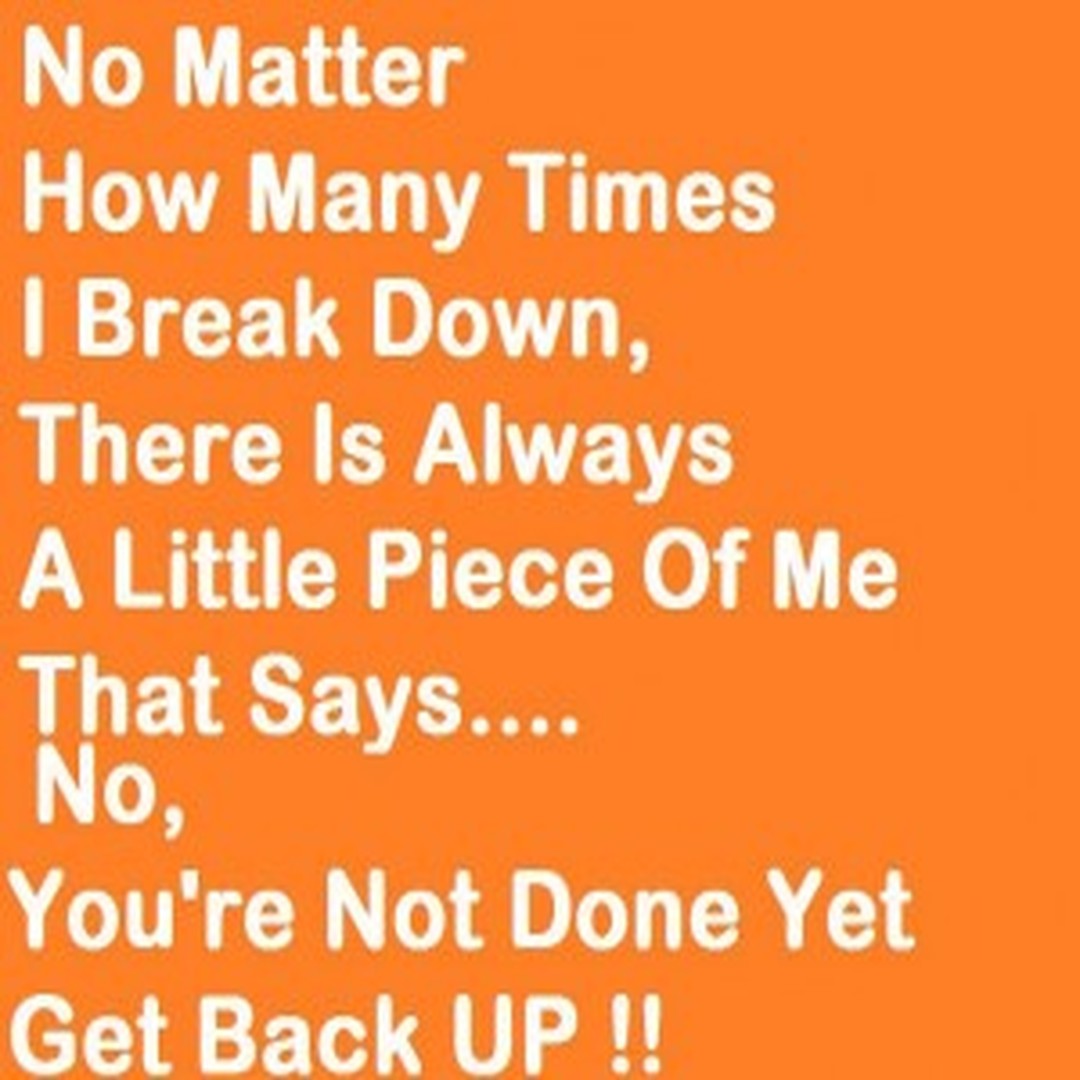 No Matter
How Many Times
I Break Down,
There Is Always
A Little Piece Of Me
That Says....
No,
You're Not Done Yet
Get Back UP !!